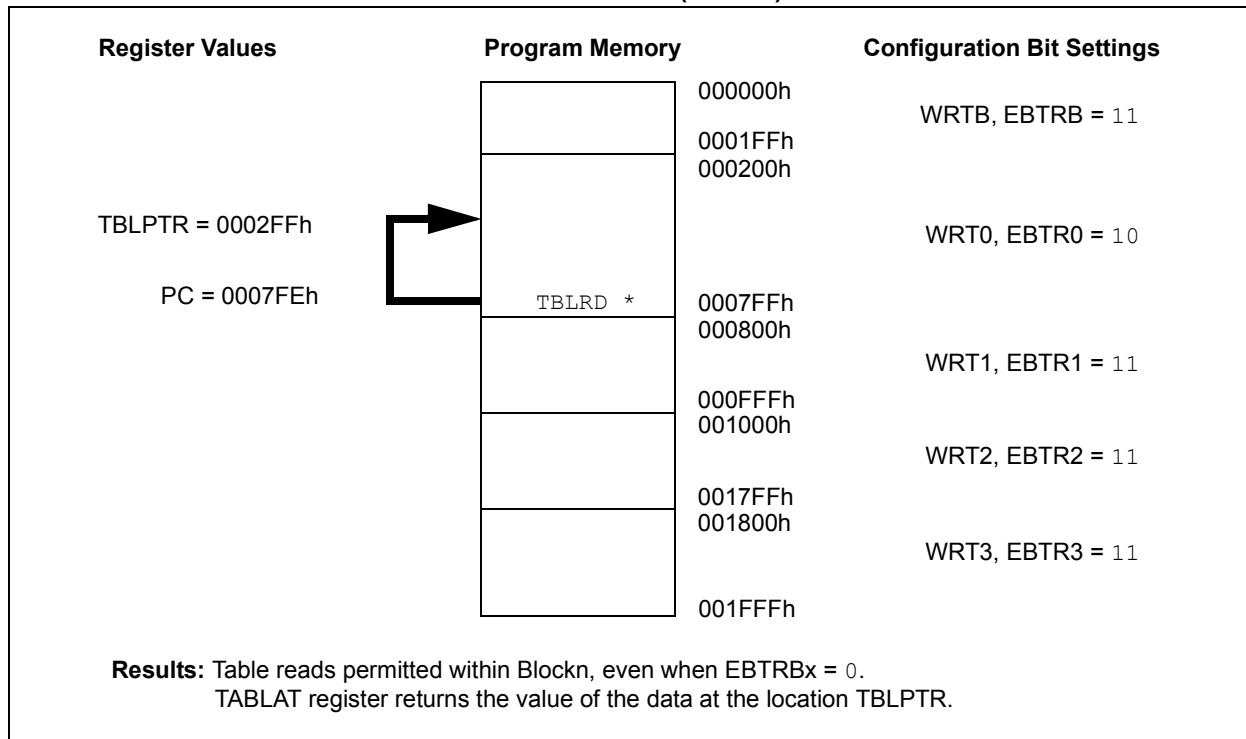 Register Values
Program Memory
Configuration Bit Settings
000000h
WRTB, EBTRB = 11
0001FFh
000200h
TBLPTR = 0002FFh
WRT0, EBTR0 = 10
PC = 0007FEh
TBLRD *
0007FFh
000800h
WRT1, EBTR1 = 11
000FFFh
001000h
WRT2, EBTR2 = 11
0017FFh
001800h
WRT3, EBTR3 = 11
001FFFh
Results: Table reads permitted within Blockn, even when EBTRBx = 0.
TABLAT register returns the value of the data at the location TBLPTR.